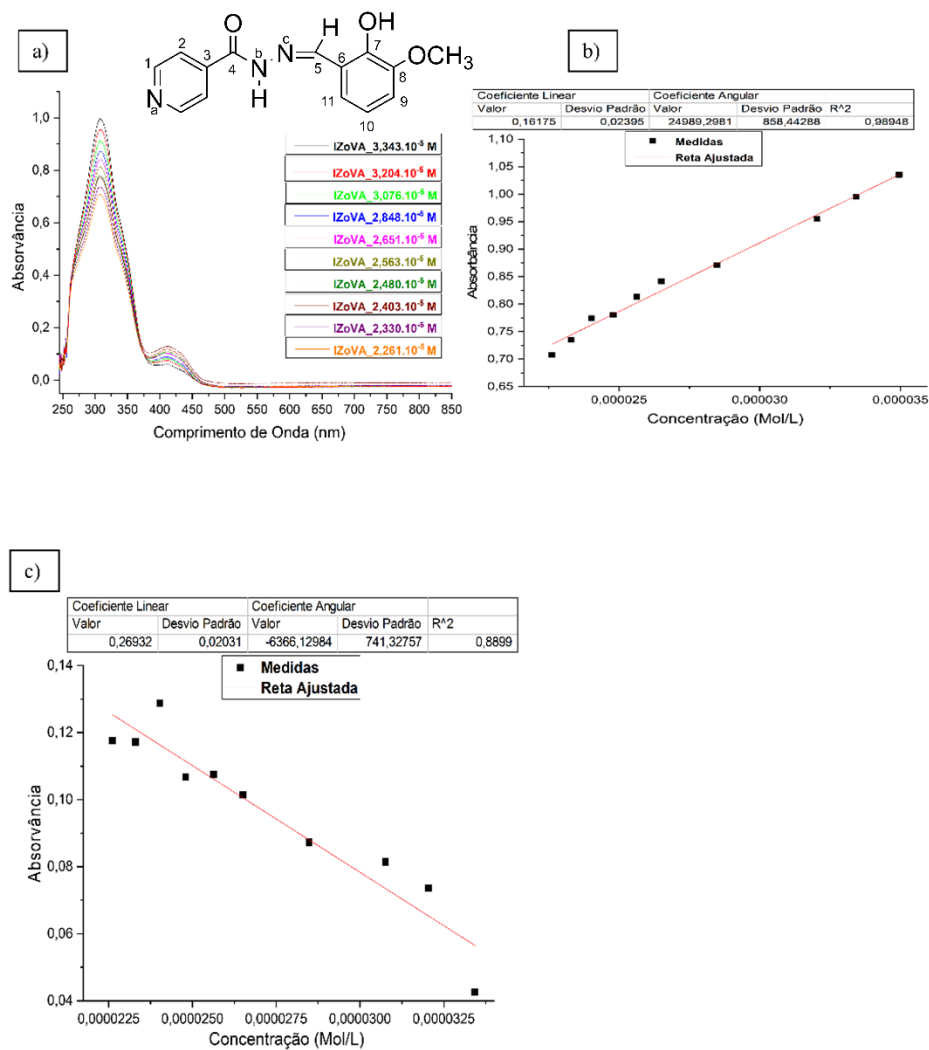 a)
O
H
OH
OCH₃
N
N
N
H
1
2
3
4
5
6
7
8
9
10
11
a
b
c
Absorvância
1,0
0,8
0,6
0,4
0,2
0,0
250 300 350 400 450 500 550 600 650 700 750 800 850
Comprimento de Onda (nm)
IZoVA_3,343.10⁻⁵ M
IZoVA_3,204.10⁻⁵ M
IZoVA_3,076.10⁻⁵ M
IZoVA_2,848.10⁻⁵ M
IZoVA_2,651.10⁻⁵ M
IZoVA_2,563.10⁻⁵ M
IZoVA_2,480.10⁻⁵ M
IZoVA_2,403.10⁻⁵ M
IZoVA_2,330.10⁻⁵ M
IZoVA_2,261.10⁻⁵ M
b)
Coeficiente Linear Coeficiente Angular
Valor Desvio Padrão Valor Desvio Padrão R^2
0,16175 0,02395 24989,2981 858,44288 0,98948
Medidas
Reta Ajustada
Absorbância
1,10
1,05
1,00
0,95
0,90
0,85
0,80
0,75
0,70
0,65
0,000025 0,000030 0,000035
Concentração (Mol/L)
c)
Coeficiente Linear Coeficiente Angular
Valor Desvio Padrão Valor Desvio Padrão R^2
0,26932 0,02031 -6366,12984 741,32757 0,8899
Medidas
Reta Ajustada
Absorvância
0,14
0,12
0,10
0,08
0,06
0,04
0,0000225 0,0000250 0,0000275 0,0000300 0,0000325
Concentração (Mol/L)